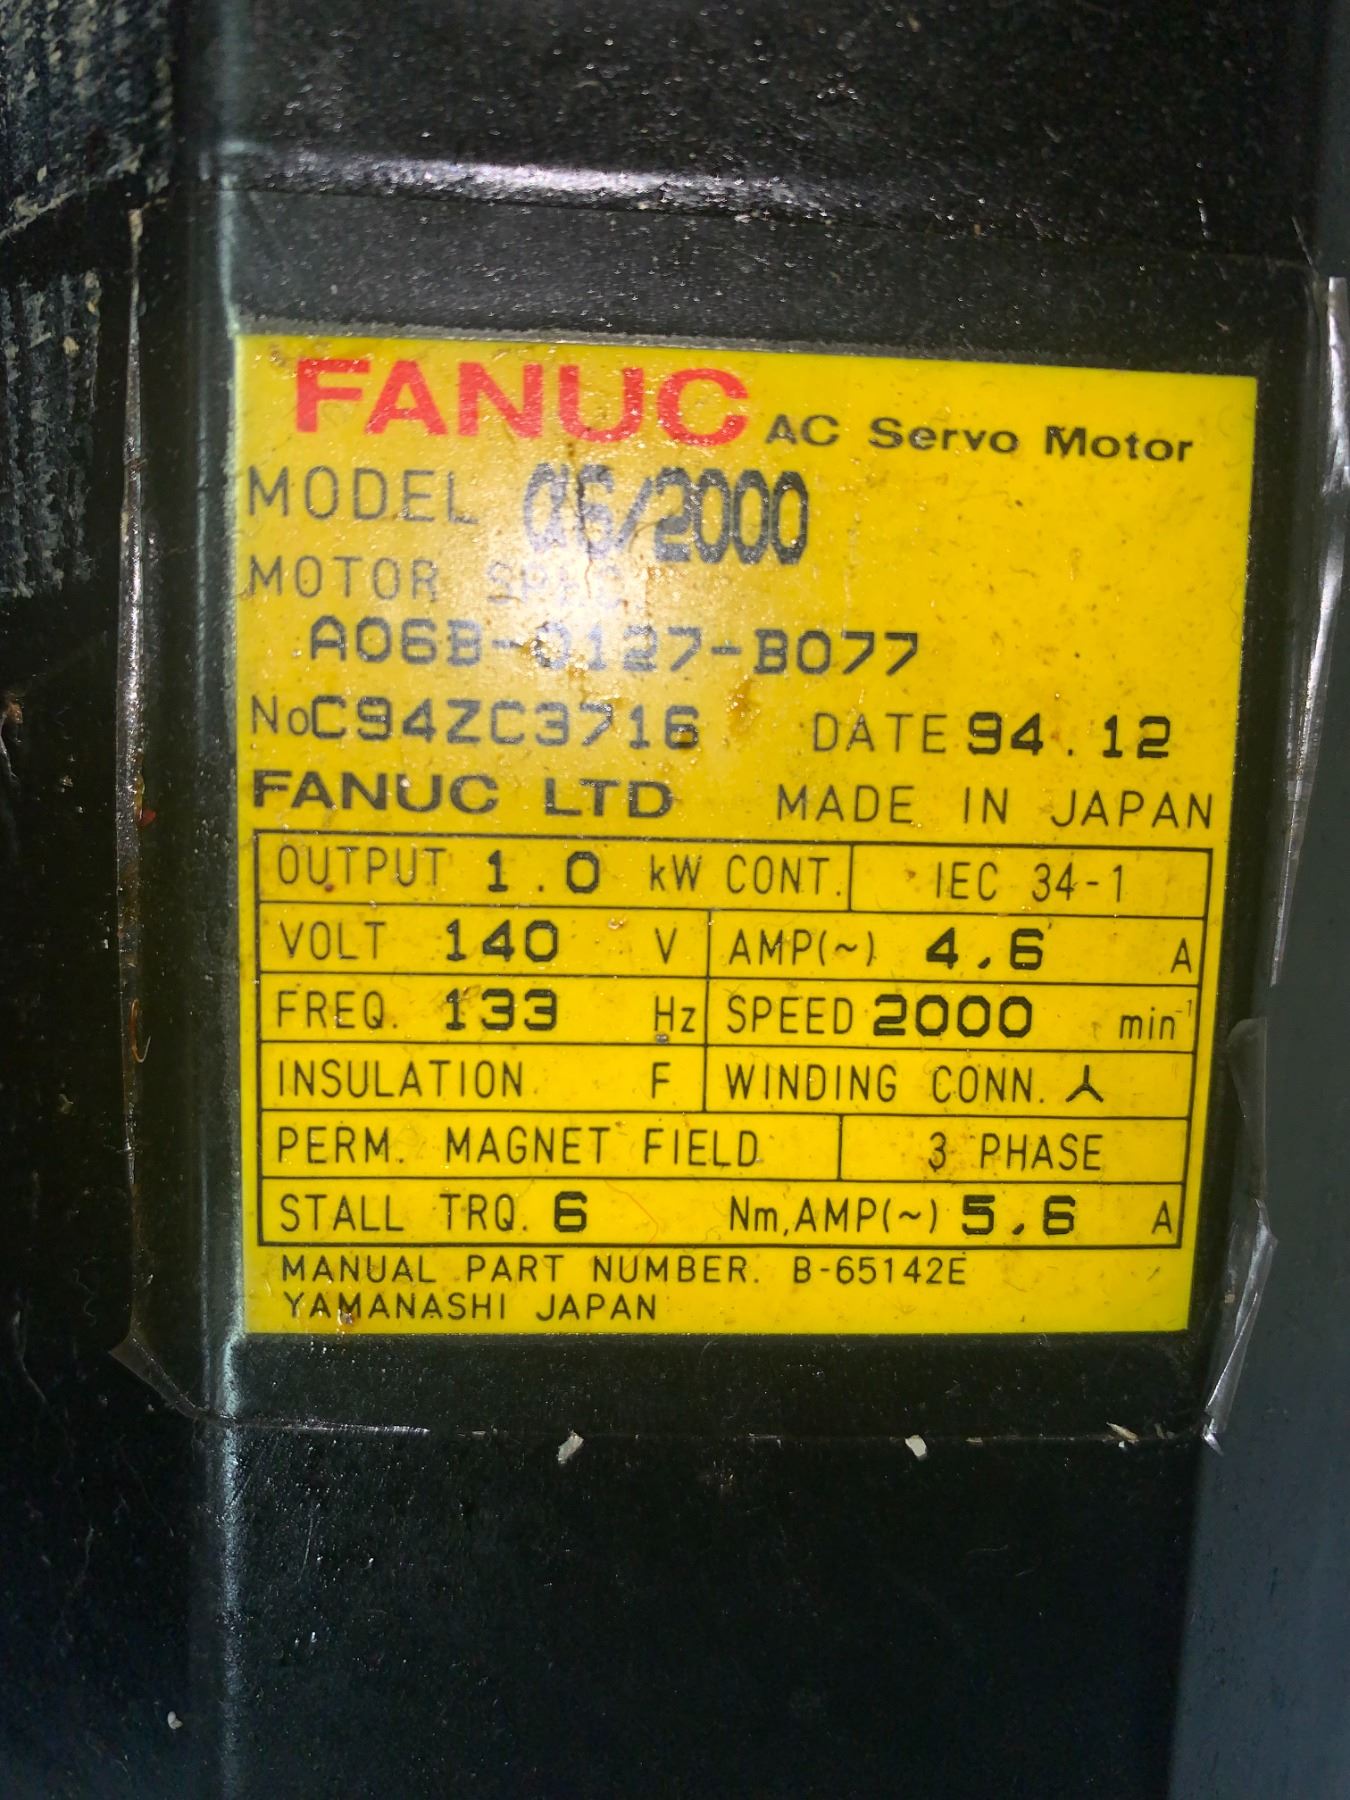 FANUC AC Servo Motor
MODEL α6/2000
MOTOR SPEC.
A06B-0127-B077
NoC94ZC3716 DATE 94.12
FANUC LTD MADE IN JAPAN
OUTPUT 1.0 kW CONT. IEC 34-1
VOLT 140 V AMP(~) 4.6 A
FREQ. 133 Hz SPEED 2000 min⁻¹
INSULATION F WINDING CONN. ⅄
PERM. MAGNET FIELD 3 PHASE
STALL TRQ. 6 Nm, AMP(~) 5.6 A
MANUAL PART NUMBER. B-65142E
YAMANASHI JAPAN